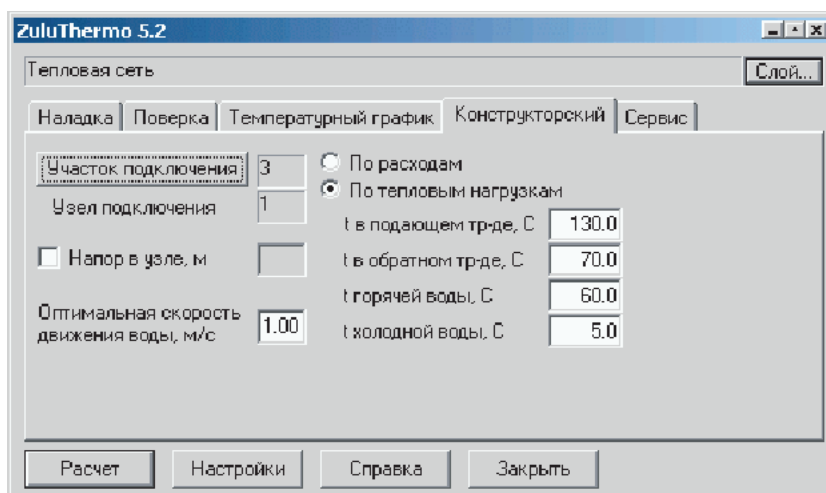 ZuluThermo 5.2
Тепловая сеть Слой...
Наладка Поверка Температурный график Конструкторский Сервис
Участок подключения 3 По расходам
Узел подключения 1 По тепловым нагрузкам
t в подающем тр-де, С 130.0
Напор в узле, м t в обратном тр-де, С 70.0
t горячей воды, С 60.0
Оптимальная скорость
движения воды, м/с 1.00 t холодной воды, С 5.0
Расчет Настройки Справка Закрыть